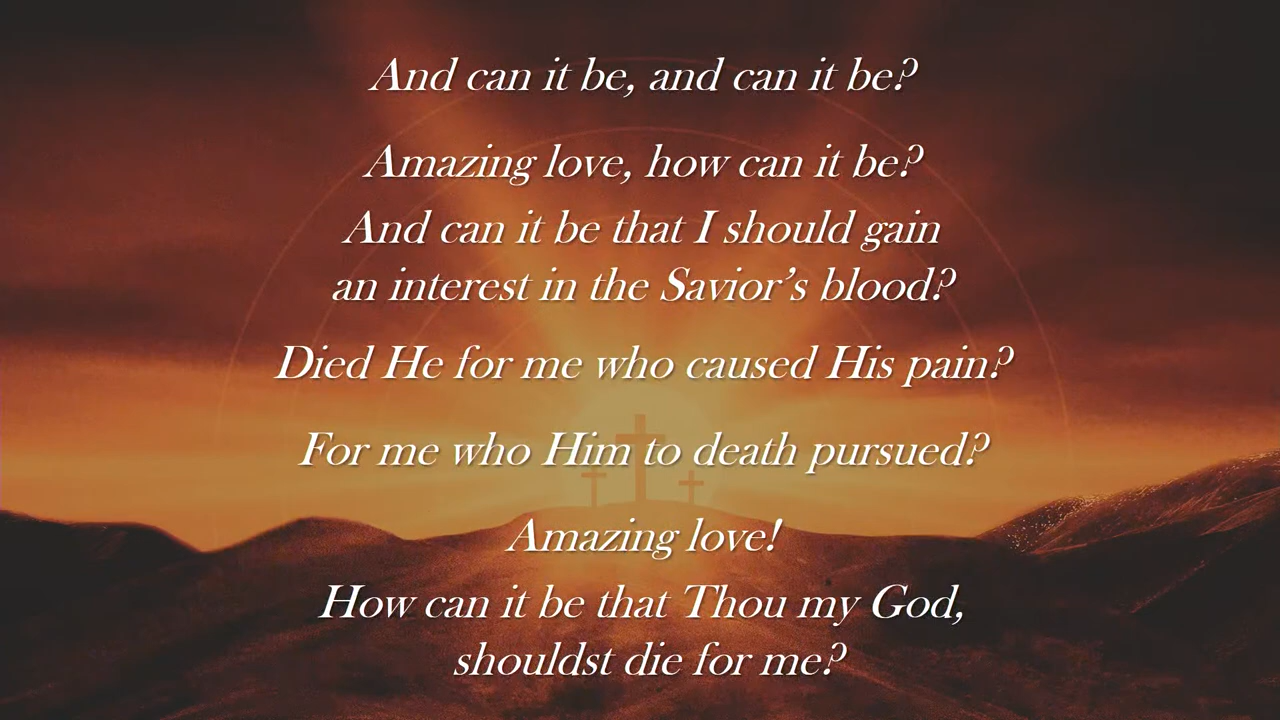 And can it be, and can it be?
Amazing love, how can it be?
And can it be that I should gain
an interest in the Savior’s blood?
Died He for me who caused His pain?
For me who Him to death pursued?
Amazing love!
How can it be that Thou my God,
shouldst die for me?